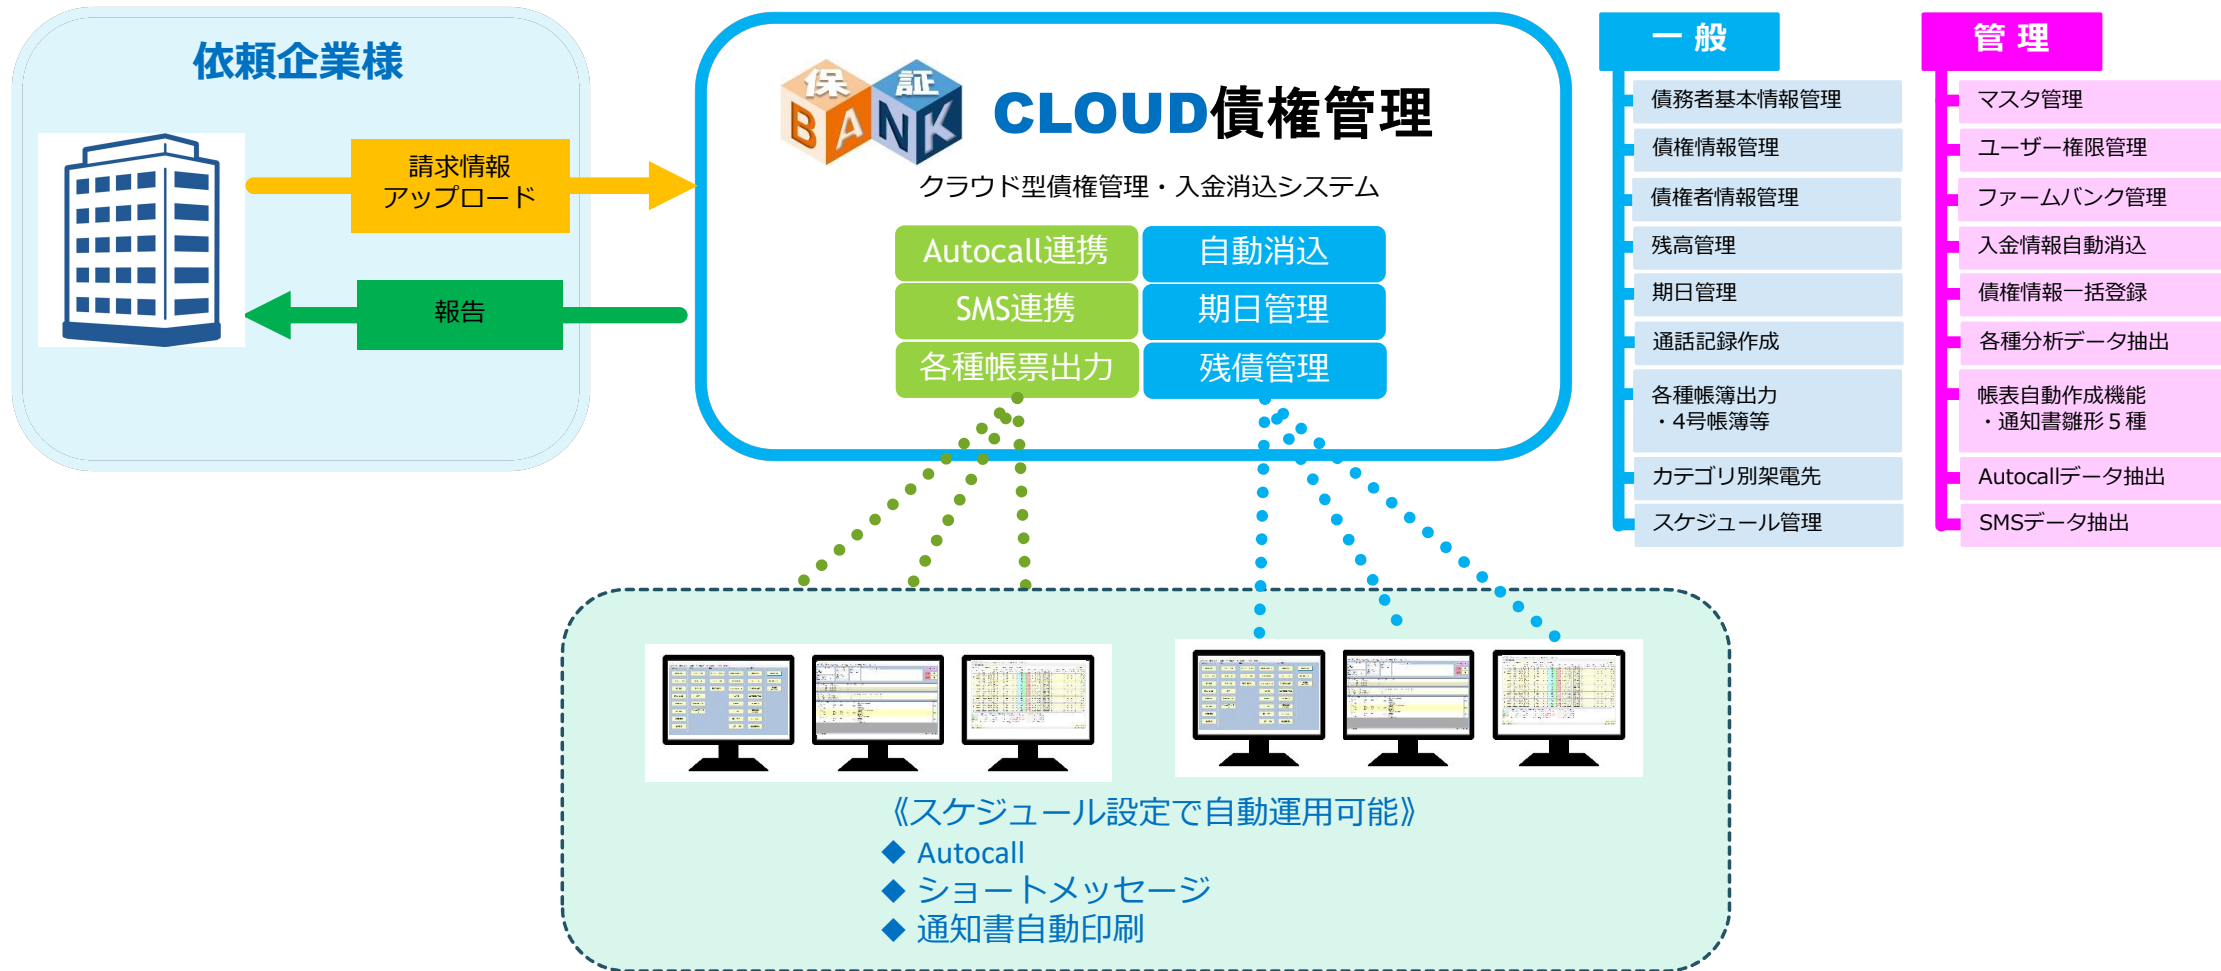 依頼企業様
請求情報
アップロード
報告
保証
BANK
CLOUD債権管理
クラウド型債権管理・入金消込システム
Autocall連携
自動消込
SMS連携
期日管理
各種帳票出力
残債管理
一般
債務者基本情報管理
債権情報管理
債権者情報管理
残高管理
期日管理
通話記録作成
各種帳簿出力
・4号帳簿等
カテゴリ別架電先
スケジュール管理
管理
マスタ管理
ユーザー権限管理
ファームバンク管理
入金情報自動消込
債権情報一括登録
各種分析データ抽出
帳表自動作成機能
・通知書雛形５種
Autocallデータ抽出
SMSデータ抽出
《スケジュール設定で自動運用可能》
◆ Autocall
◆ ショートメッセージ
◆ 通知書自動印刷